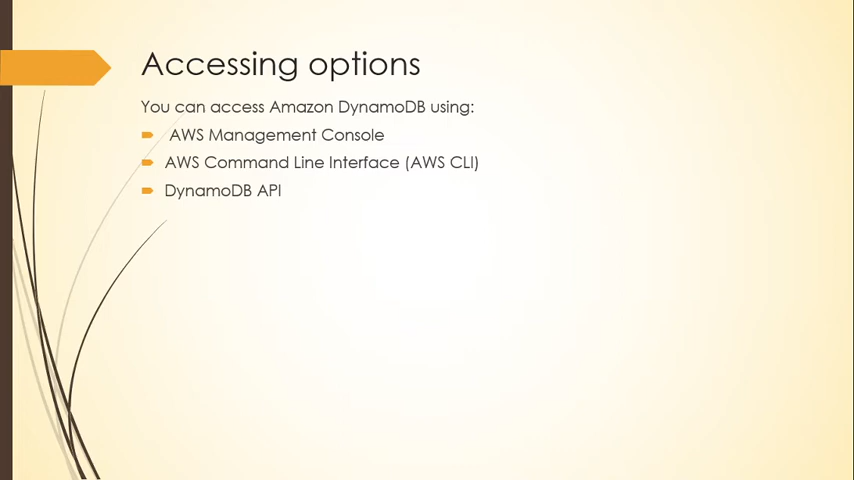 Accessing options
You can access Amazon DynamoDB using:
AWS Management Console
AWS Command Line Interface (AWS CLI)
DynamoDB API